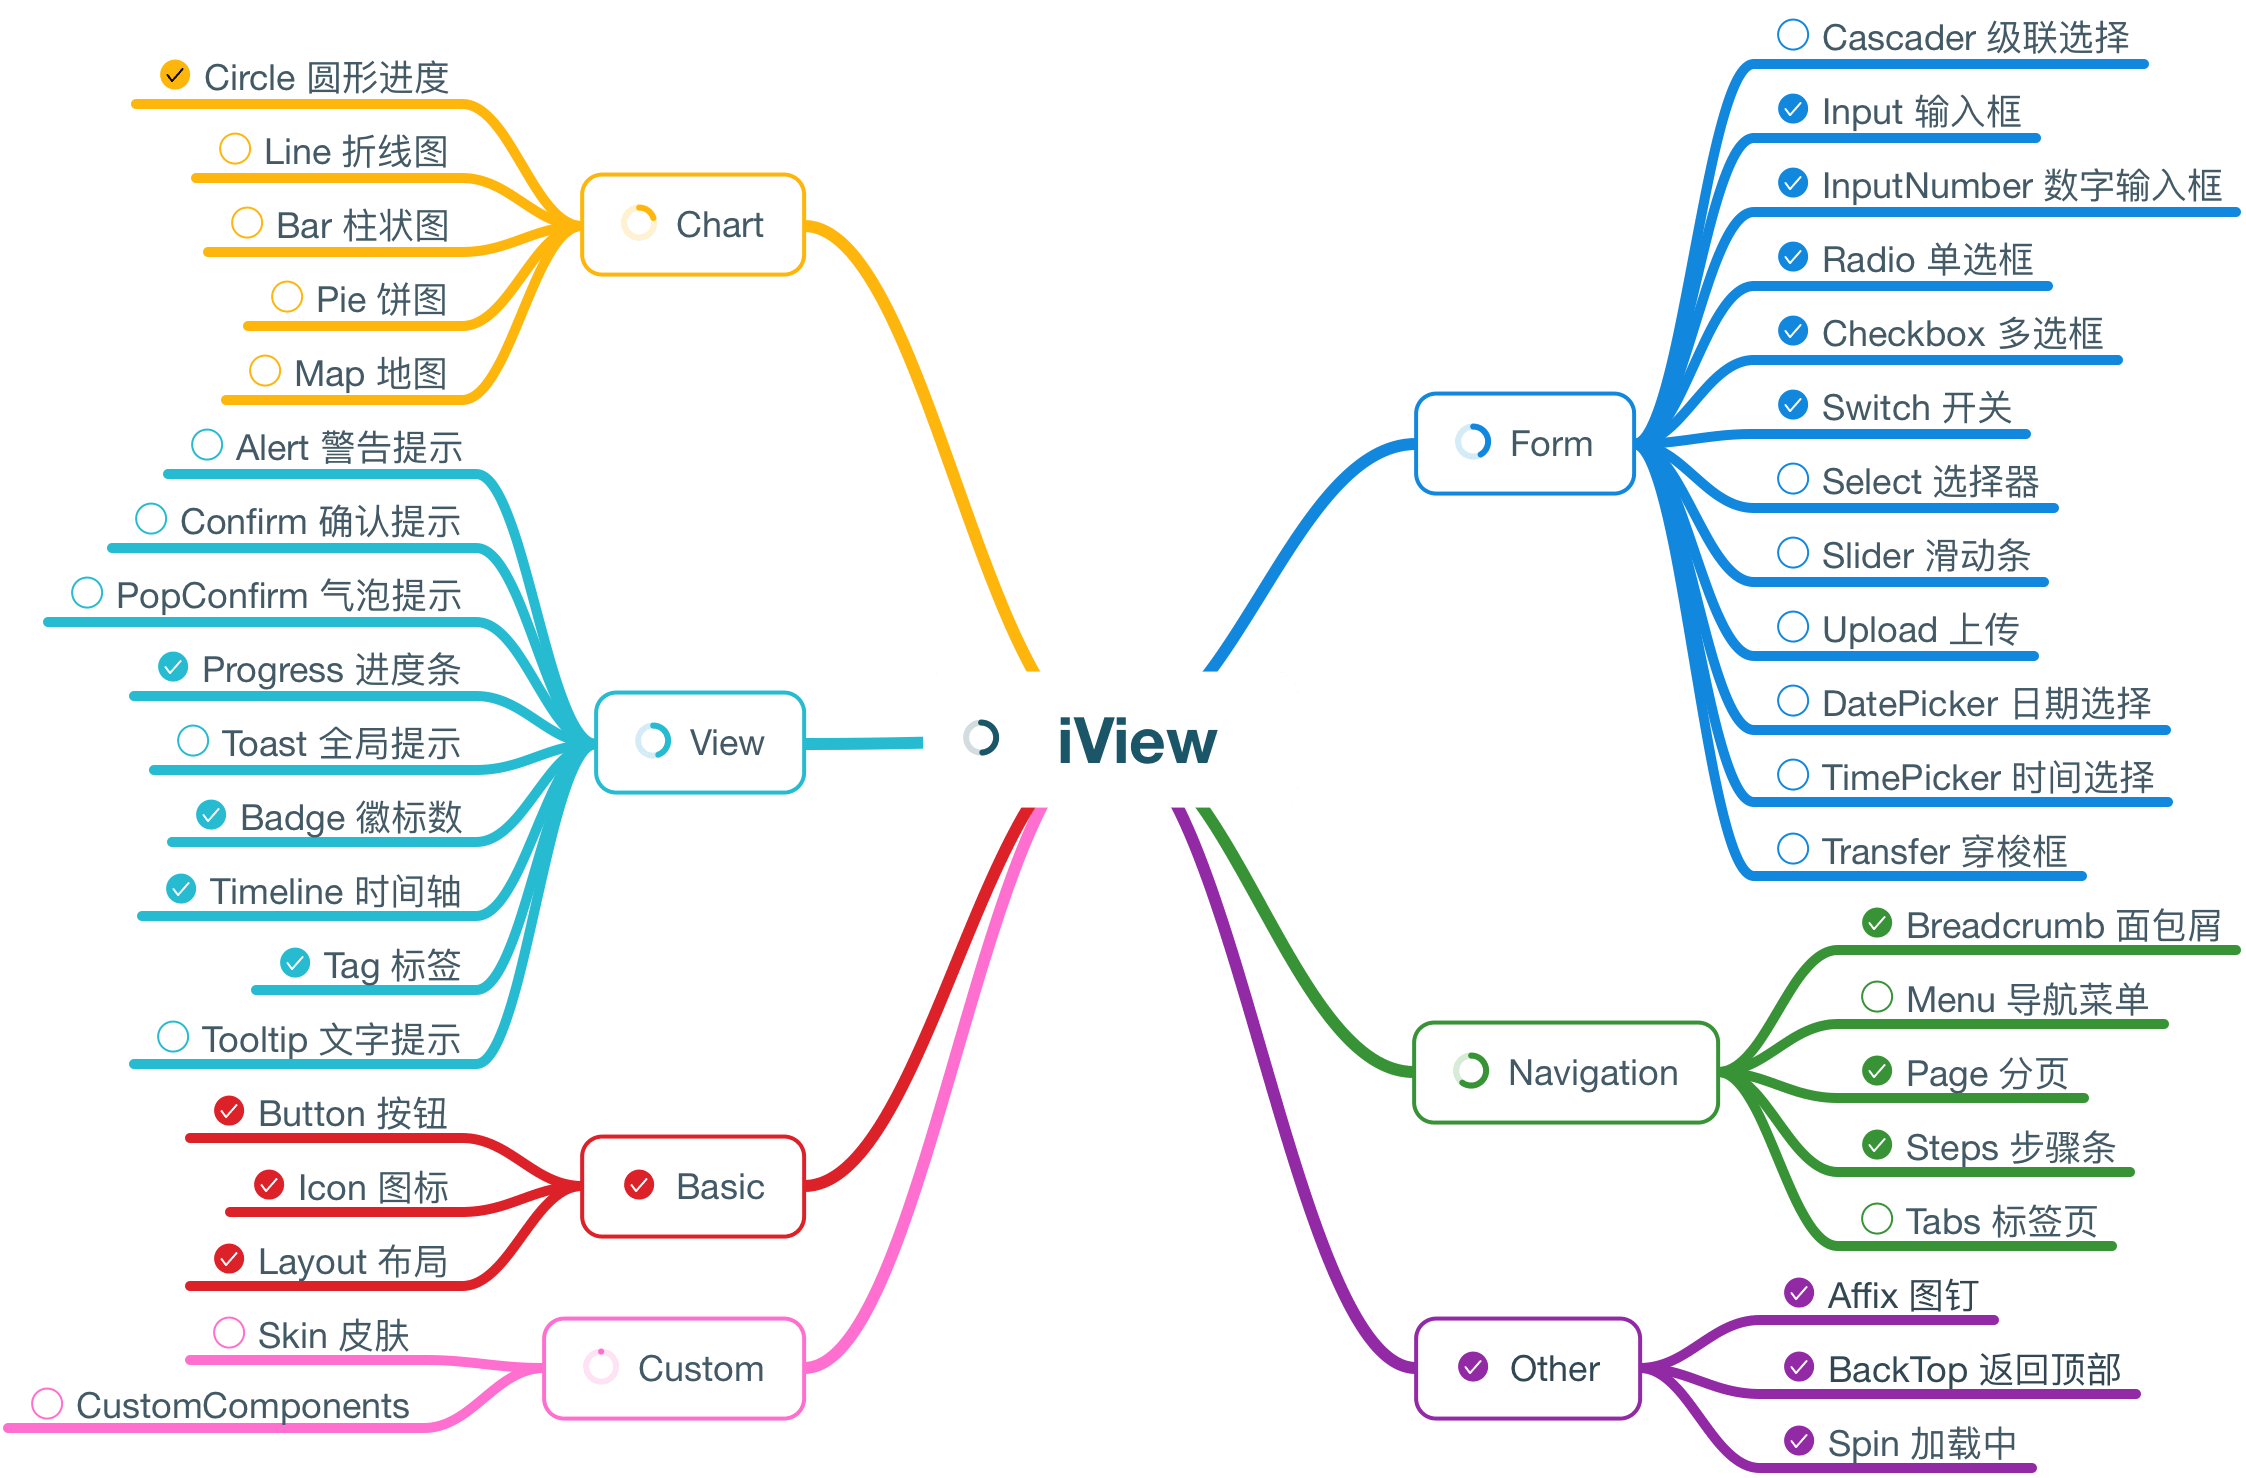 iView
Chart
Circle 圆形进度
Line 折线图
Bar 柱状图
Pie 饼图
Map 地图
View
Alert 警告提示
Confirm 确认提示
PopConfirm 气泡提示
Progress 进度条
Toast 全局提示
Badge 徽标数
Timeline 时间轴
Tag 标签
Tooltip 文字提示
Basic
Button 按钮
Icon 图标
Layout 布局
Custom
Skin 皮肤
CustomComponents
Form
Cascader 级联选择
Input 输入框
InputNumber 数字输入框
Radio 单选框
Checkbox 多选框
Switch 开关
Select 选择器
Slider 滑动条
Upload 上传
DatePicker 日期选择
TimePicker 时间选择
Transfer 穿梭框
Navigation
Breadcrumb 面包屑
Menu 导航菜单
Page 分页
Steps 步骤条
Tabs 标签页
Other
Affix 图钉
BackTop 返回顶部
Spin 加载中